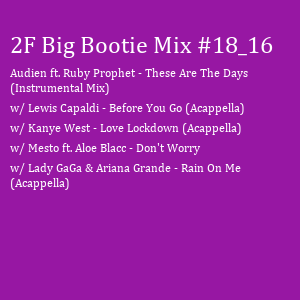 2F Big Bootie Mix #18_16
Audien ft. Ruby Prophet - These Are The Days
(Instrumental Mix)
w/ Lewis Capaldi - Before You Go (Acappella)
w/ Kanye West - Love Lockdown (Acappella)
w/ Mesto ft. Aloe Blacc - Don't Worry
w/ Lady GaGa & Ariana Grande - Rain On Me
(Acappella)